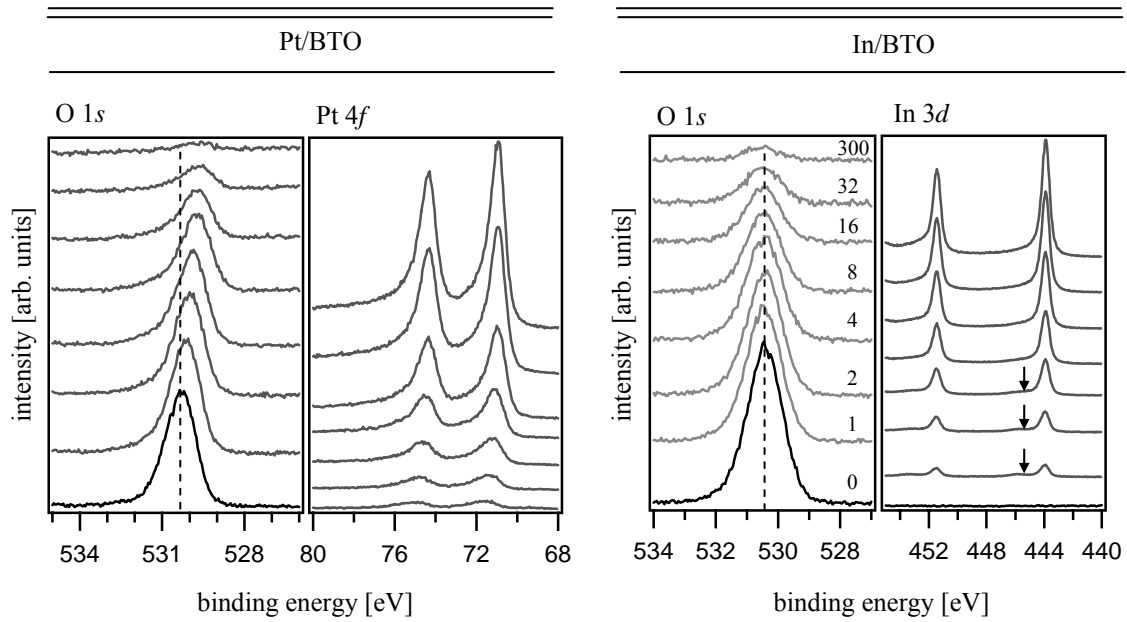 Pt/BTO
O 1s
Pt 4f
intensity [arb. units]
534
531
528
80
76
72
68
binding energy [eV]
In/BTO
O 1s
In 3d
intensity [arb. units]
300
32
16
8
4
2
1
0
534
532
530
528
452
448
444
440
binding energy [eV]